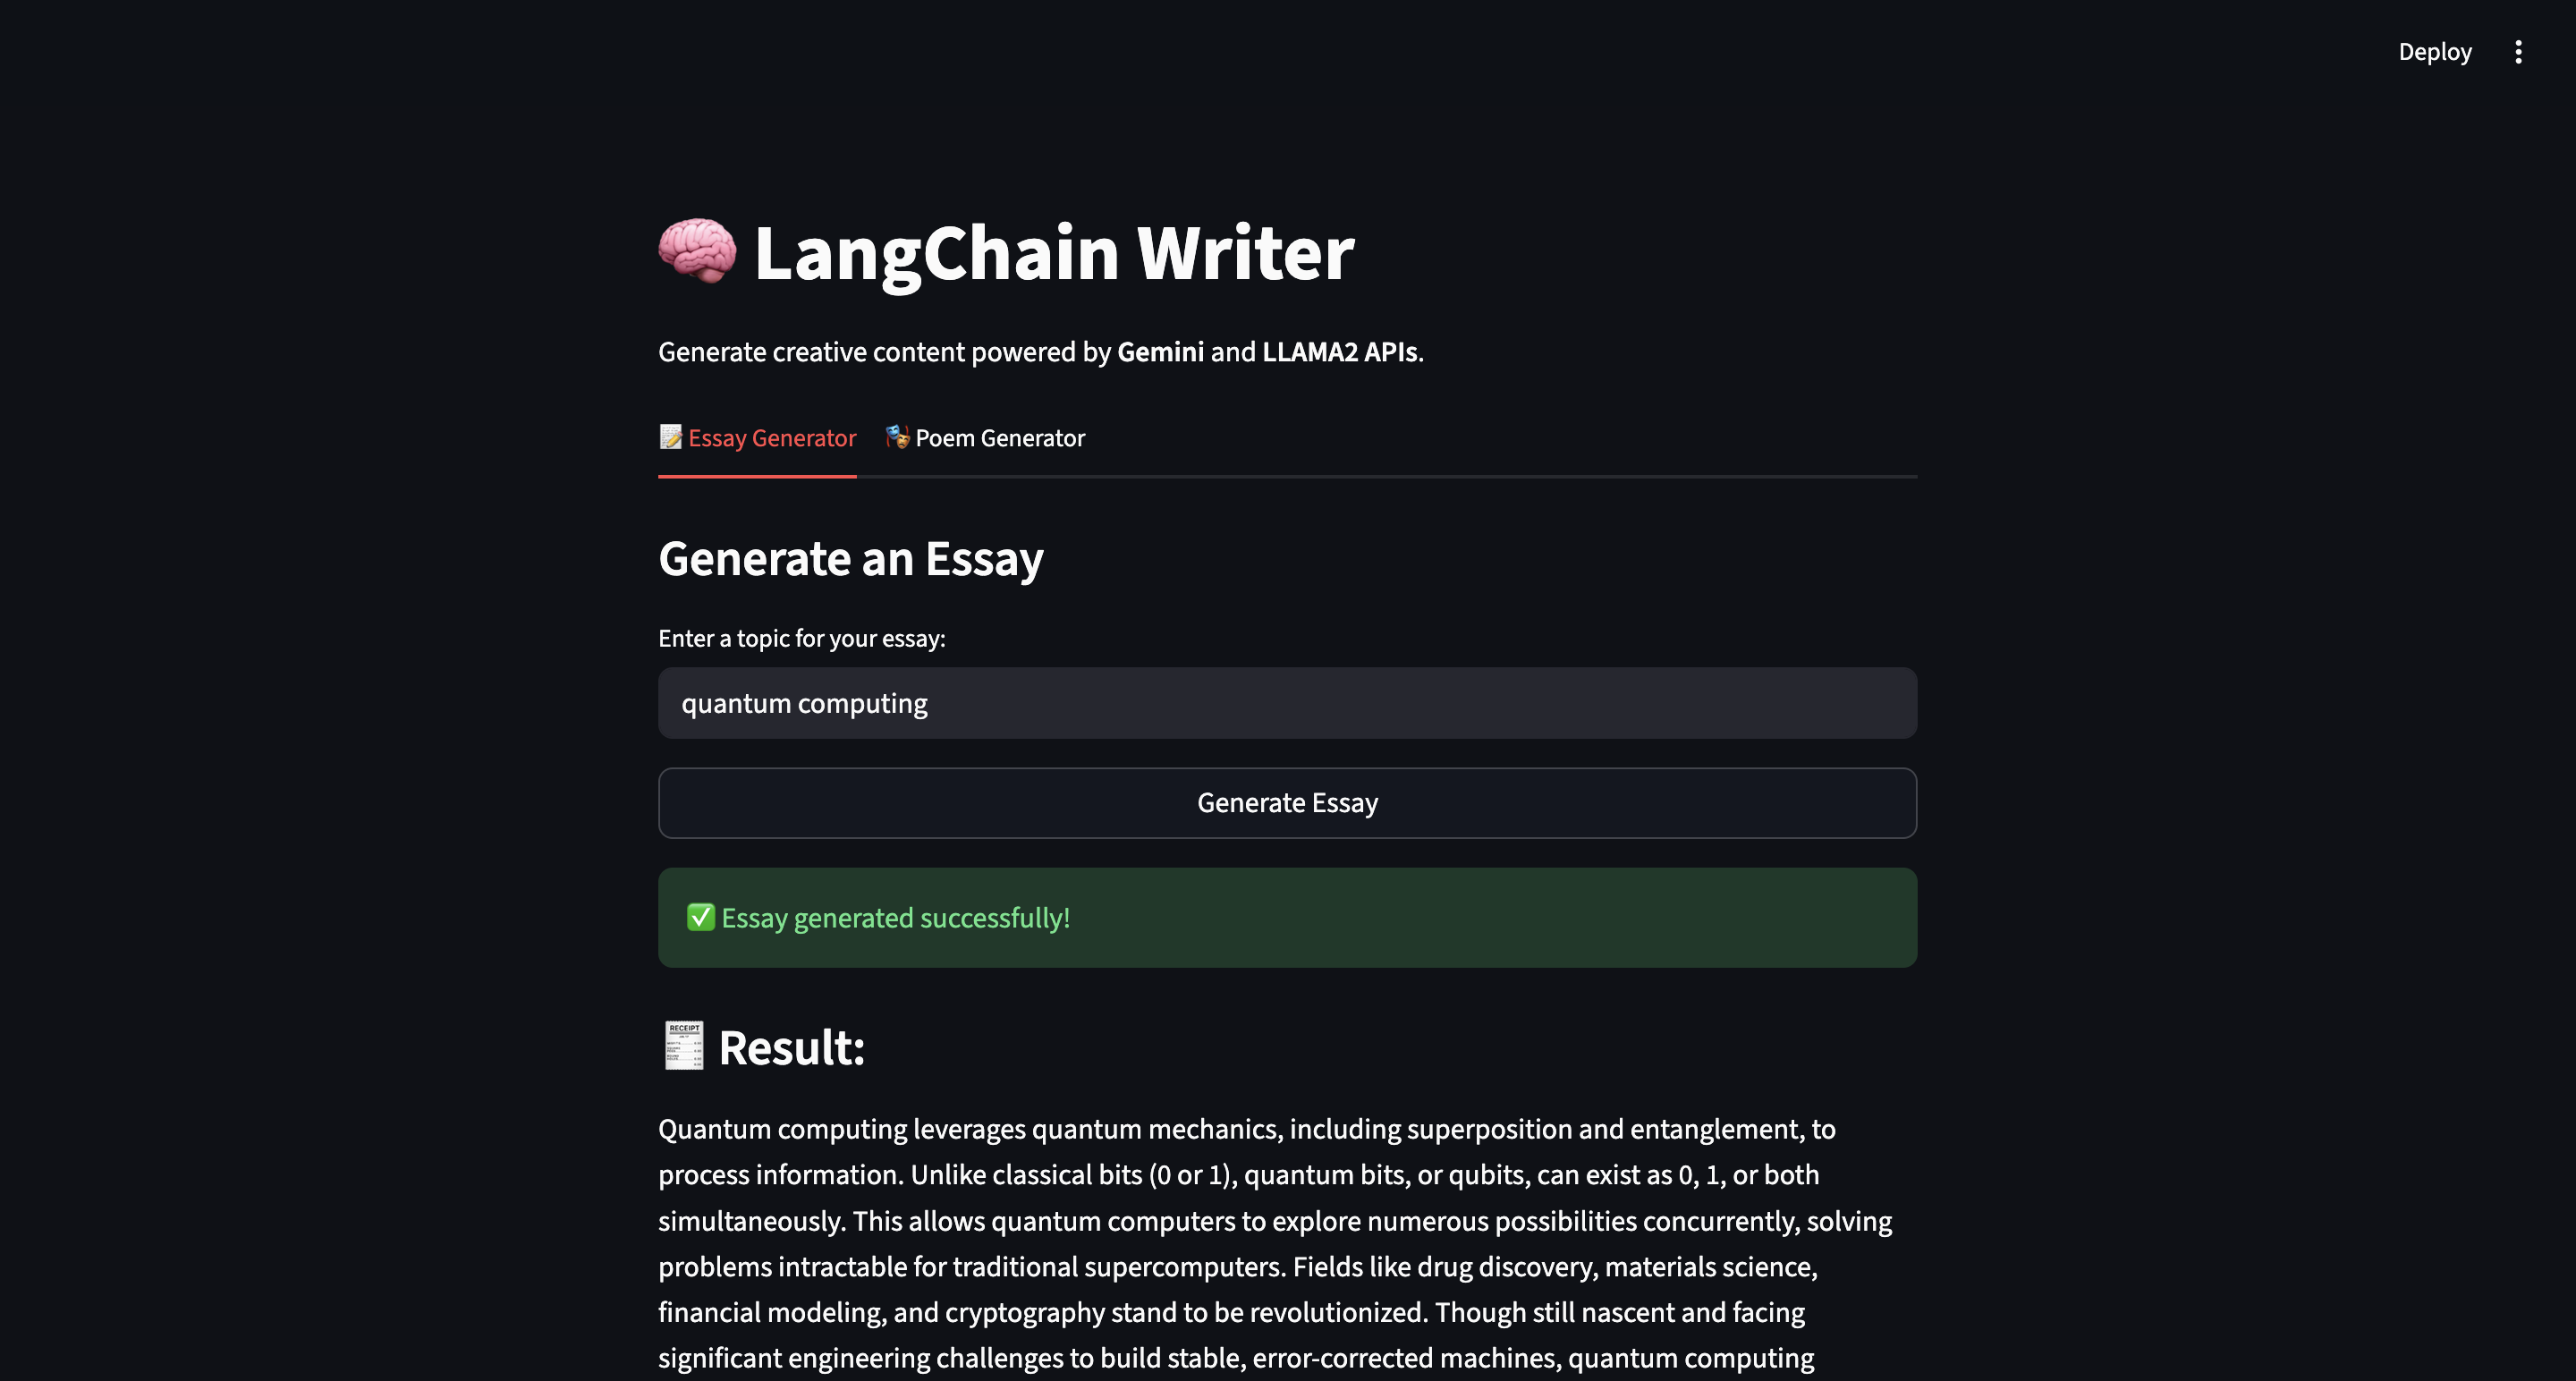 Deploy
🧠 LangChain Writer
Generate creative content powered by Gemini and LLAMA2 APIs.
📝 Essay Generator 🎭 Poem Generator
Generate an Essay
Enter a topic for your essay:
quantum computing
Generate Essay
✅ Essay generated successfully!
🧾 Result:
Quantum computing leverages quantum mechanics, including superposition and entanglement, to
process information. Unlike classical bits (0 or 1), quantum bits, or qubits, can exist as 0, 1, or both
simultaneously. This allows quantum computers to explore numerous possibilities concurrently, solving
problems intractable for traditional supercomputers. Fields like drug discovery, materials science,
financial modeling, and cryptography stand to be revolutionized. Though still nascent and facing
significant engineering challenges to build stable, error-corrected machines, quantum computing